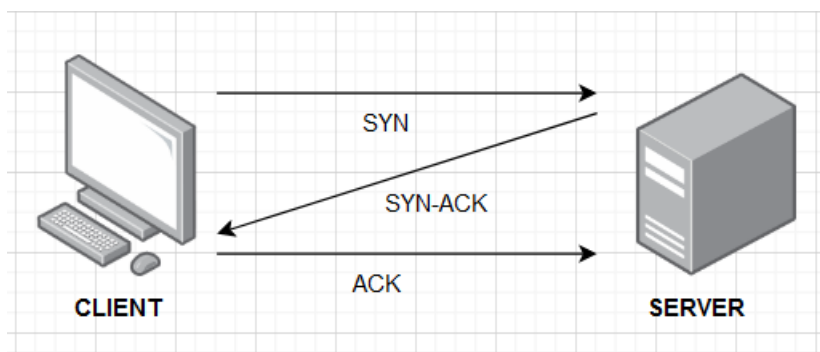 SYN
SYN-ACK
ACK
CLIENT
SERVER